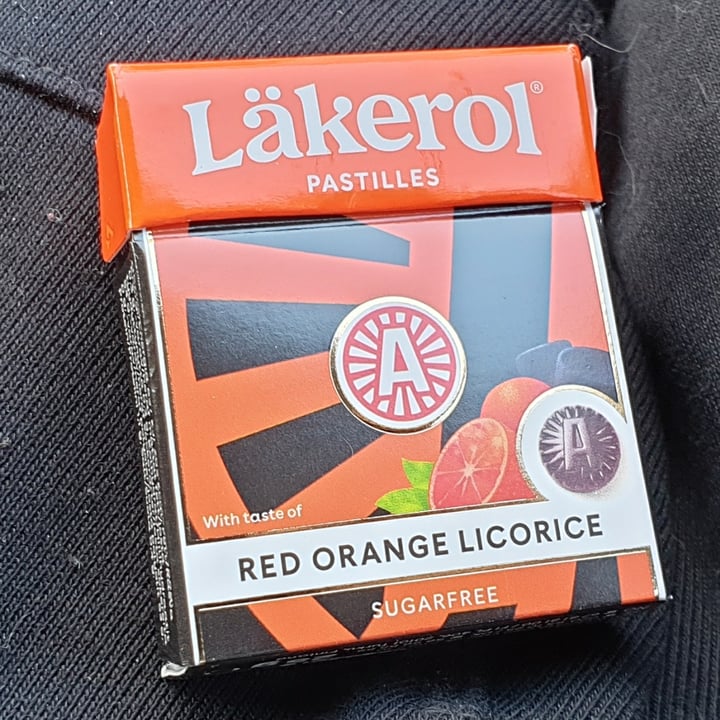 Läkerol®
PASTILLES
A
A
With taste of
RED ORANGE LICORICE
SUGARFREE